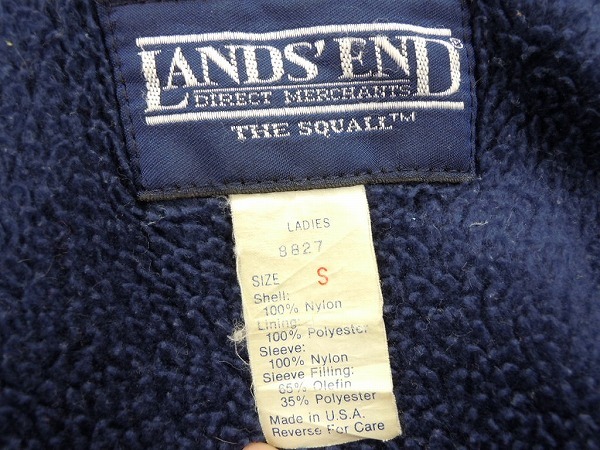 LANDS' END®
DIRECT MERCHANTS
THE SQUALL™
LADIES
8827
SIZE S
Shell:
100% Nylon
Lining:
100% Polyester
Sleeve:
100% Nylon
Sleeve Filling:
65% Olefin
35% Polyester
Made in U.S.A.
Reverse For Care